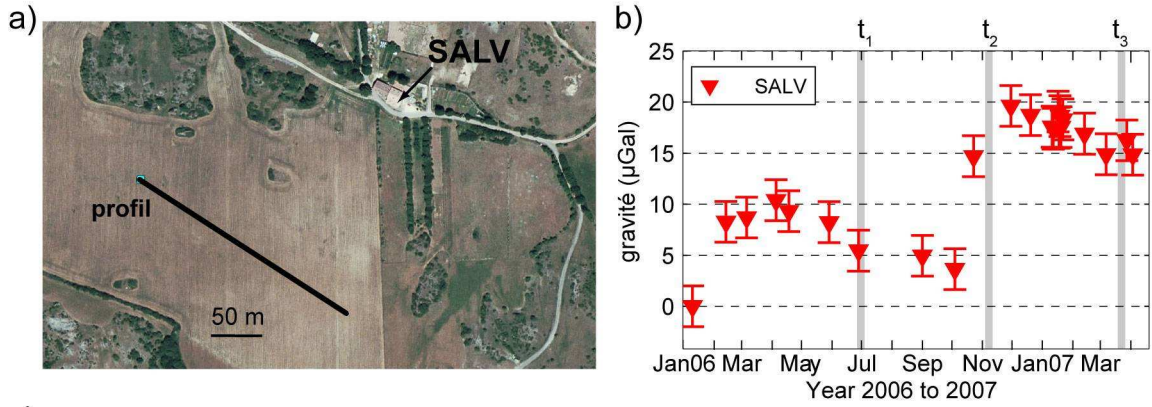 a)
SALV
profil
50 m
b)
t1 t2 t3
SALV
gravité (µGal)
25
20
15
10
5
0
Jan06 Mar May Jul Sep Nov Jan07 Mar
Year 2006 to 2007